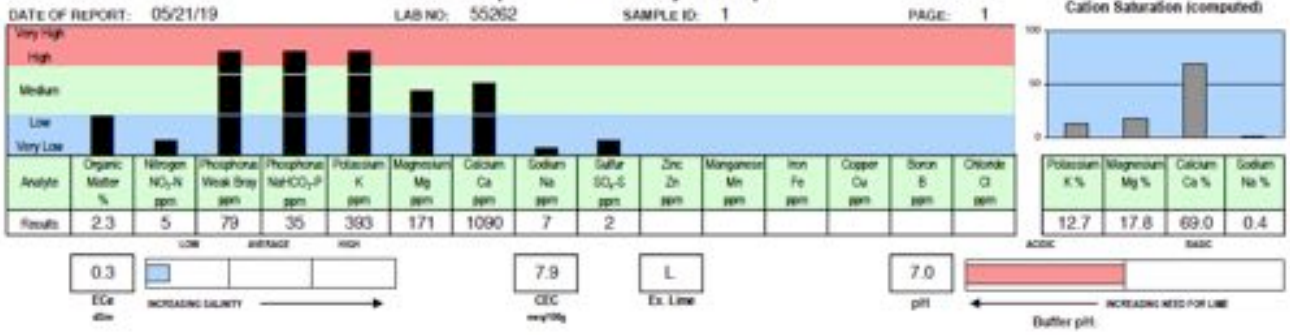 DATE OF REPORT: 05/21/19 LAB NO: 55262 SAMPLE ID: 1 PAGE: 1
Cation Saturation (computed)
Very High
High
Medium
Low
Very Low
100
50
0
Analyte Organic Matter % Nitrogen NO3-N ppm Phosphorus Weak Bray ppm Phosphorus NaHCO3-P ppm Potassium K ppm Magnesium Mg ppm Calcium Ca ppm Sodium Na ppm Sulfur SO4-S ppm Zinc Zn ppm Manganese Mn ppm Iron Fe ppm Copper Cu ppm Boron B ppm Chloride Cl ppm Potassium K % Magnesium Mg % Calcium Ca % Sodium Na %
Results 2.3 5 79 35 393 171 1090 7 2 12.7 17.8 69.0 0.4
LOW AVERAGE HIGH ACIDIC BASIC
0.3 7.9 L 7.0
ECe dS/m INCREASING SALINITY CEC meq/100g Ex. Lime pH INCREASING NEED FOR LIME
Buffer pH: